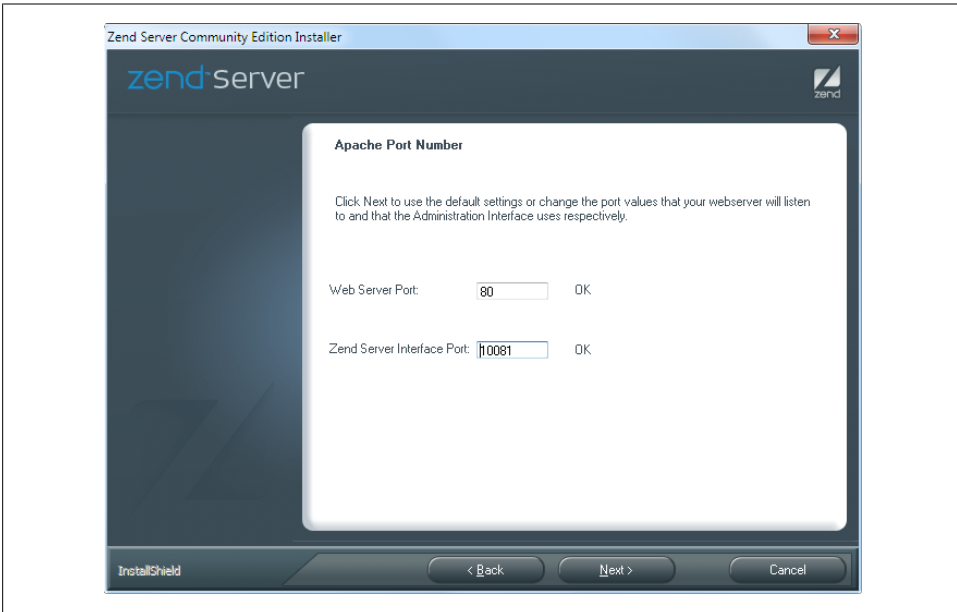 Zend Server Community Edition Installer
zend Server
zend
Apache Port Number
Click Next to use the default settings or change the port values that your webserver will listen
to and that the Administration Interface uses respectively.
Web Server Port: 80 OK
Zend Server Interface Port: 10081 OK
InstallShield < Back Next > Cancel